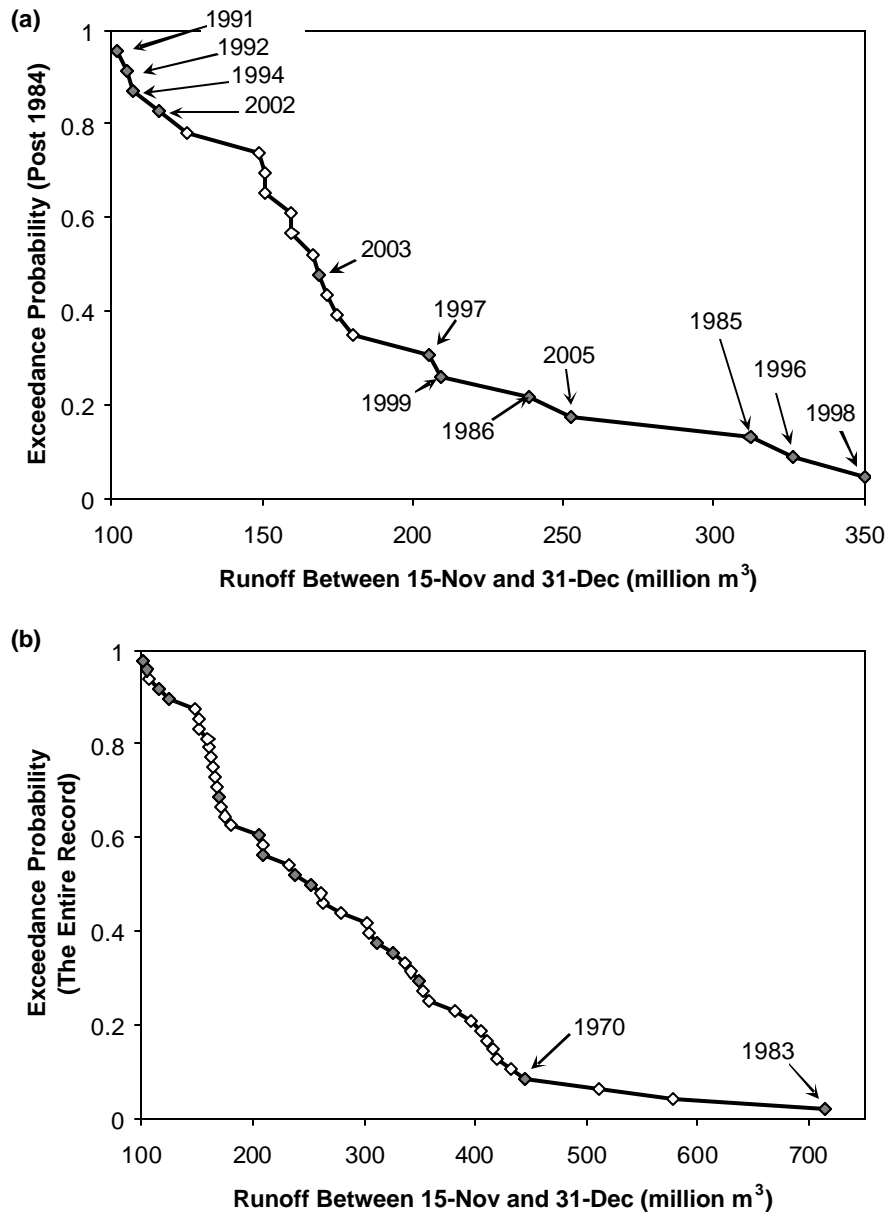 (a)
1991
1992
1994
2002
2003
1997
1999
1986
2005
1985
1996
1998
1
0.8
0.6
0.4
0.2
0
Exceedance Probability (Post 1984)
100 150 200 250 300 350
Runoff Between 15-Nov and 31-Dec (million m³)
(b)
1
0.8
0.6
0.4
0.2
0
Exceedance Probability
(The Entire Record)
1970
1983
100 200 300 400 500 600 700
Runoff Between 15-Nov and 31-Dec (million m³)